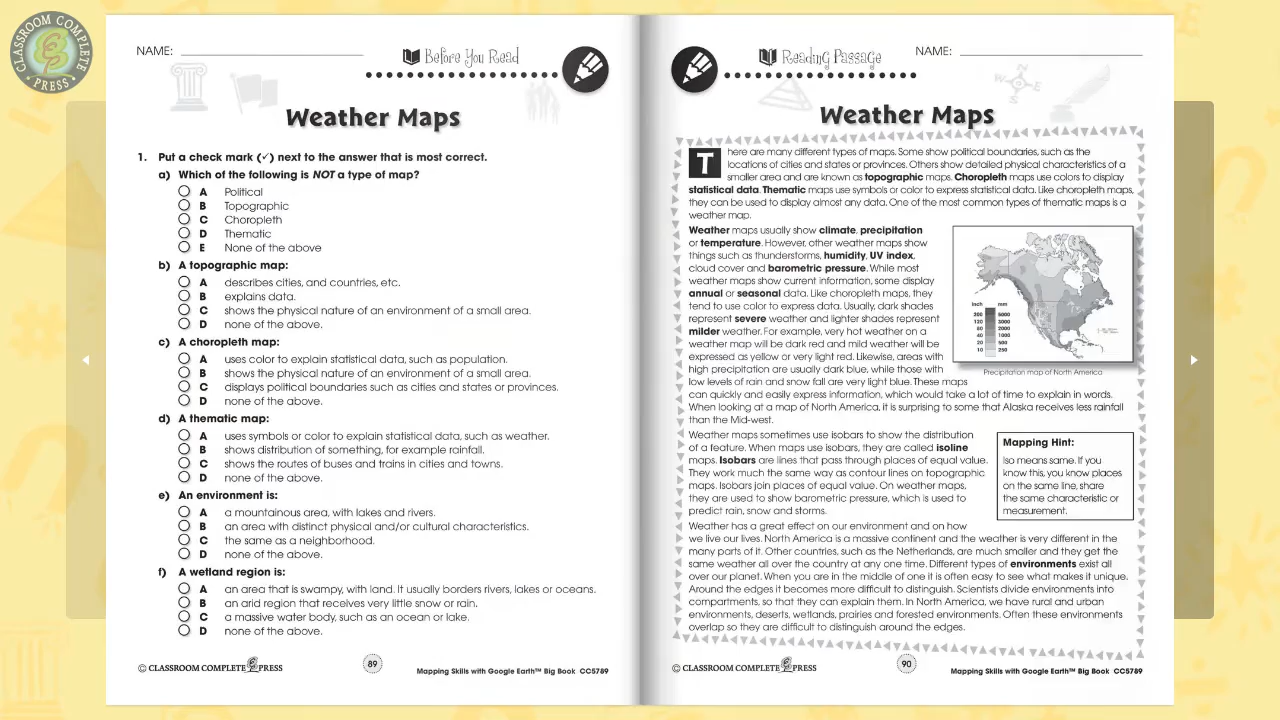 CLASSROOM COMPLETE
PRESS
NAME:
Before You Read
Weather Maps
1. Put a check mark (✓) next to the answer that is most correct.
a) Which of the following is NOT a type of map?
A Political
B Topographic
C Choropleth
D Thematic
E None of the above
b) A topographic map:
A describes cities, and countries, etc.
B explains data.
C shows the physical nature of an environment of a small area.
D none of the above.
c) A choropleth map:
A uses color to explain statistical data, such as population.
B shows the physical nature of an environment of a small area.
C displays political boundaries such as cities and states or provinces.
D none of the above.
d) A thematic map:
A uses symbols or color to explain statistical data, such as weather.
B shows distribution of something, for example rainfall.
C shows the routes of buses and trains in cities and towns.
D none of the above.
e) An environment is:
A a mountainous area, with lakes and rivers.
B an area with distinct physical and/or cultural characteristics.
C the same as a neighborhood.
D none of the above.
f) A wetland region is:
A an area that is swampy, with land. It usually borders rivers, lakes or oceans.
B an arid region that receives very little snow or rain.
C a massive water body, such as an ocean or lake.
D none of the above.
© CLASSROOM COMPLETE PRESS
89
Mapping Skills with Google Earth™ Big Book CC5789
Reading Passage
NAME:
Weather Maps
There are many different types of maps. Some show political boundaries, such as the
locations of cities and states or provinces. Others show detailed physical characteristics of a
smaller area and are known as topographic maps. Choropleth maps use colors to display
statistical data. Thematic maps use symbols or color to express statistical data. Like choropleth maps,
they can be used to display almost any data. One of the most common types of thematic maps is a
weather map.
Weather maps usually show climate, precipitation
or temperature. However, other weather maps show
things such as thunderstorms, humidity, UV index,
cloud cover and barometric pressure. While most
weather maps show current information, some display
annual or seasonal data. Like choropleth maps, they
tend to use color to express data. Usually, dark shades
represent severe weather and lighter shades represent
milder weather. For example, very hot weather on a
weather map will be dark red and mild weather will be
expressed as yellow or very light red. Likewise, areas with
high precipitation are usually dark blue, while those with
low levels of rain and snow fall are very light blue. These maps
can quickly and easily express information, which would take a lot of time to explain in words.
When looking at a map of North America, it is surprising to some that Alaska receives less rainfall
than the Mid-west.
inch mm
200 5000
120 3000
80 2000
40 1000
20 500
10 250
Precipitation map of North America
Weather maps sometimes use isobars to show the distribution
of a feature. When maps use isobars, they are called isoline
maps. Isobars are lines that pass through places of equal value.
They work much the same way as contour lines on topographic
maps. Isobars join places of equal value. On weather maps,
they are used to show barometric pressure, which is used to
predict rain, snow and storms.
Mapping Hint:
Iso means same. If you
know this, you know places
on the same line, share
the same characteristic or
measurement.
Weather has a great effect on our environment and on how
we live our lives. North America is a massive continent and the weather is very different in the
many parts of it. Other countries, such as the Netherlands, are much smaller and they get the
same weather all over the country at any one time. Different types of environments exist all
over our planet. When you are in the middle of one it is often easy to see what makes it unique.
Around the edges it becomes more difficult to distinguish. Scientists divide environments into
compartments, so that they can explain them. In North America, we have rural and urban
environments, deserts, wetlands, prairies and forested environments. Often these environments
overlap so they are difficult to distinguish around the edges.
© CLASSROOM COMPLETE PRESS
90
Mapping Skills with Google Earth™ Big Book CC5789